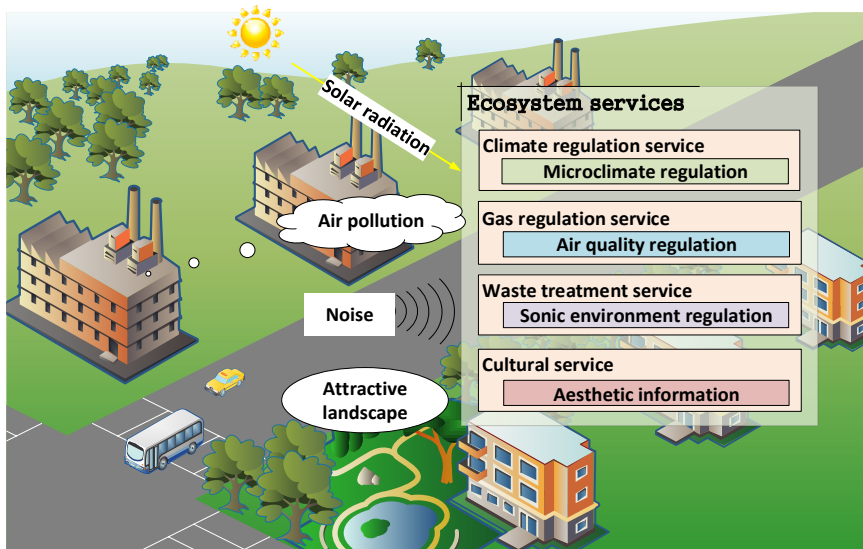 Solar radiation
Ecosystem services
Climate regulation service
Microclimate regulation
Air pollution
Gas regulation service
Air quality regulation
Waste treatment service
Noise
Sonic environment regulation
Cultural service
Attractive
landscape
Aesthetic information